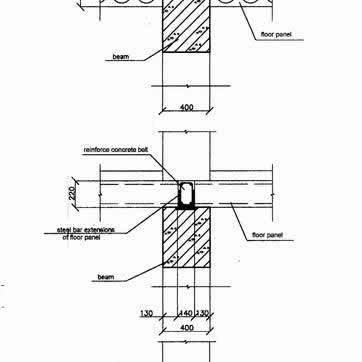 floor panel
beam
400
reinforce concrete belt
220
steel bar extensions
of floor panel
floor panel
beam
130 140 130
400